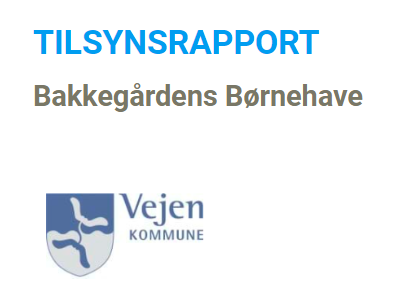 TILSYNSRAPPORT
Bakkegårdens Børnehave
Vejen
KOMMUNE